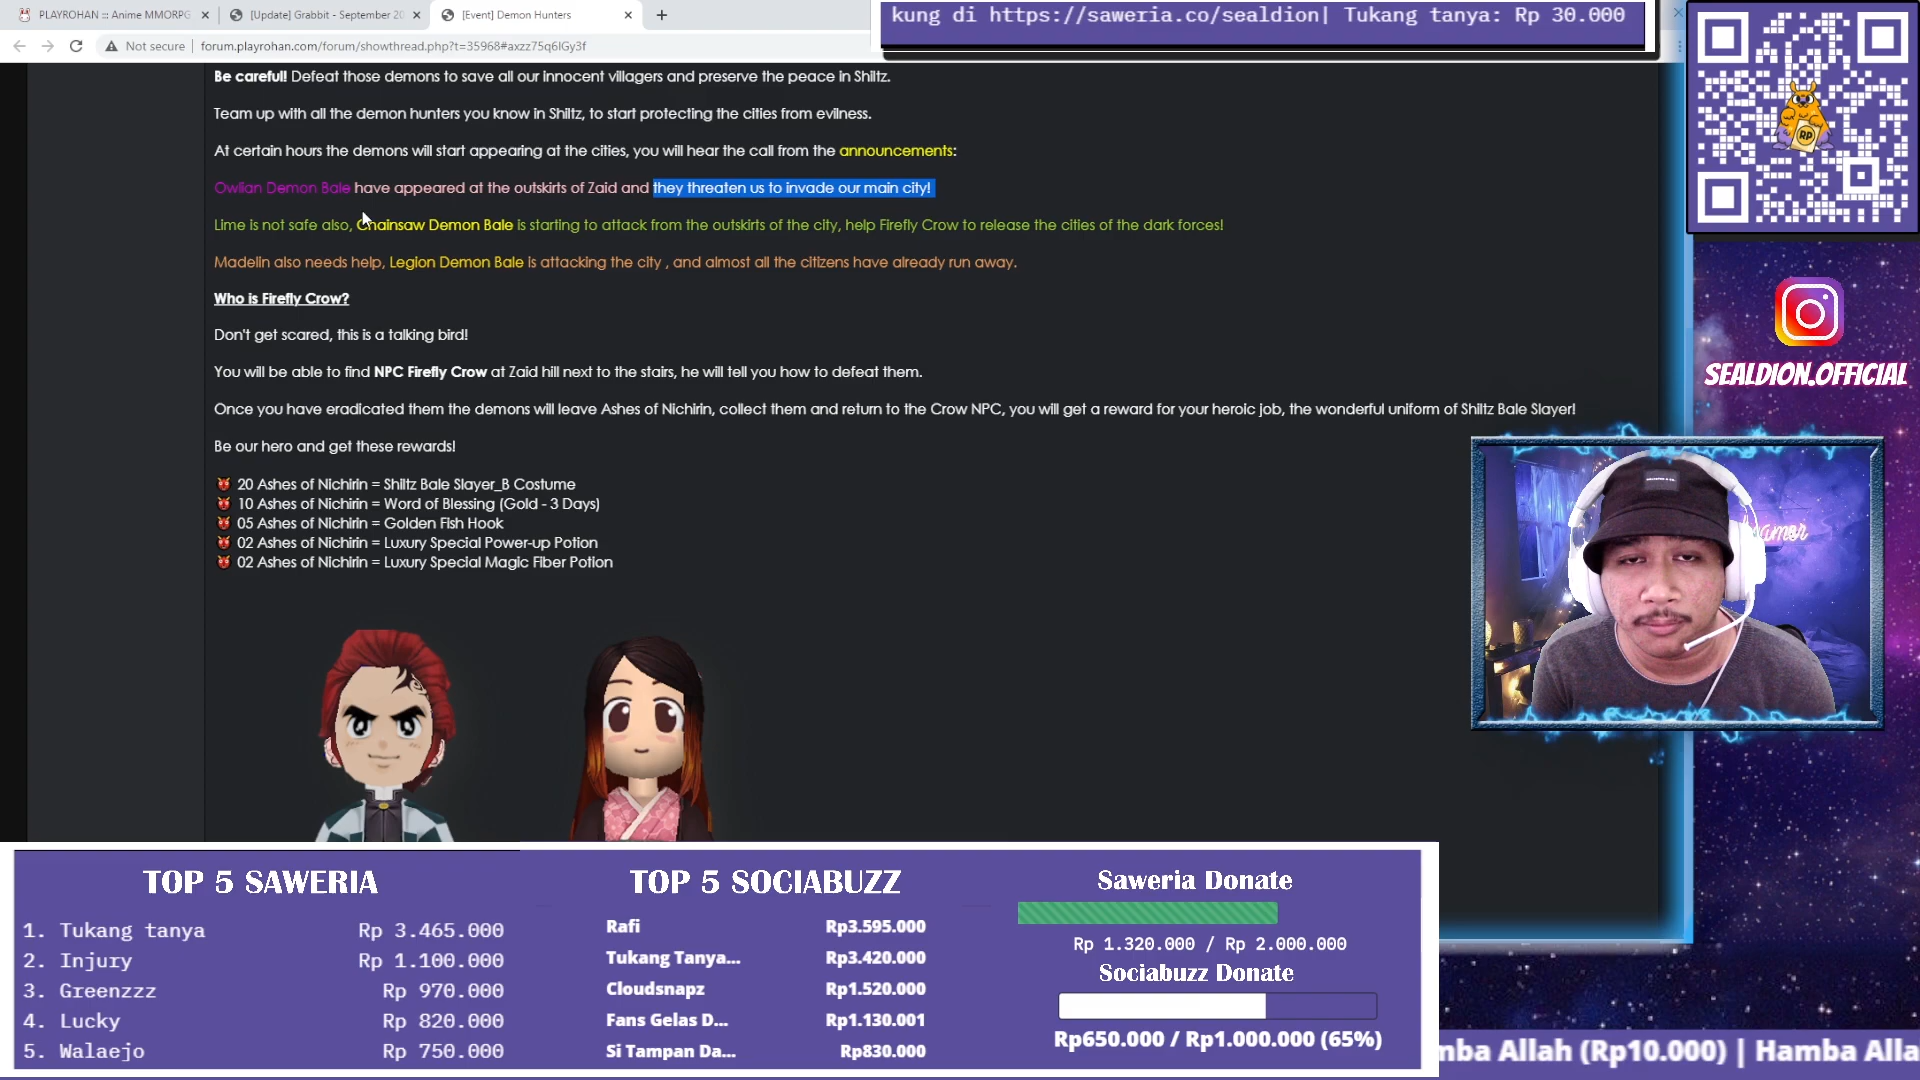 PLAYROHAN ::: Anime MMORPG
[Update] Grabbit - September 20
[Event] Demon Hunters
kung di https://saweria.co/sealdion| Tukang tanya: Rp 30.000
Not secure
forum.playrohan.com/forum/showthread.php?t=35968#axzz75q6lGy3f
Be careful! Defeat those demons to save all our innocent villagers and preserve the peace in Shiltz.
Team up with all the demon hunters you know in Shiltz, to start protecting the cities from evilness.
At certain hours the demons will start appearing at the cities, you will hear the call from the announcements:
Owlian Demon Bale have appeared at the outskirts of Zaid and they threaten us to invade our main city!
Lime is not safe also, Chainsaw Demon Bale is starting to attack from the outskirts of the city, help Firefly Crow to release the cities of the dark forces!
Madelin also needs help, Legion Demon Bale is attacking the city , and almost all the citizens have already run away.
Who is Firefly Crow?
Don't get scared, this is a talking bird!
You will be able to find NPC Firefly Crow at Zaid hill next to the stairs, he will tell you how to defeat them.
Once you have eradicated them the demons will leave Ashes of Nichirin, collect them and return to the Crow NPC, you will get a reward for your heroic job, the wonderful uniform of Shiltz Bale Slayer!
Be our hero and get these rewards!
20 Ashes of Nichirin = Shiltz Bale Slayer_B Costume
10 Ashes of Nichirin = Word of Blessing (Gold - 3 Days)
05 Ashes of Nichirin = Golden Fish Hook
02 Ashes of Nichirin = Luxury Special Power-up Potion
02 Ashes of Nichirin = Luxury Special Magic Fiber Potion
RP
SEALDION.OFFICIAL
TOP 5 SAWERIA
1. Tukang tanya Rp 3.465.000
2. Injury Rp 1.100.000
3. Greenzzz Rp 970.000
4. Lucky Rp 820.000
5. Walaejo Rp 750.000
TOP 5 SOCIABUZZ
Rafi Rp3.595.000
Tukang Tanya... Rp3.420.000
Cloudsnapz Rp1.520.000
Fans Gelas D... Rp1.130.001
Si Tampan Da... Rp830.000
Saweria Donate
Rp 1.320.000 / Rp 2.000.000
Sociabuzz Donate
Rp650.000 / Rp1.000.000 (65%)
mba Allah (Rp10.000) | Hamba Alla